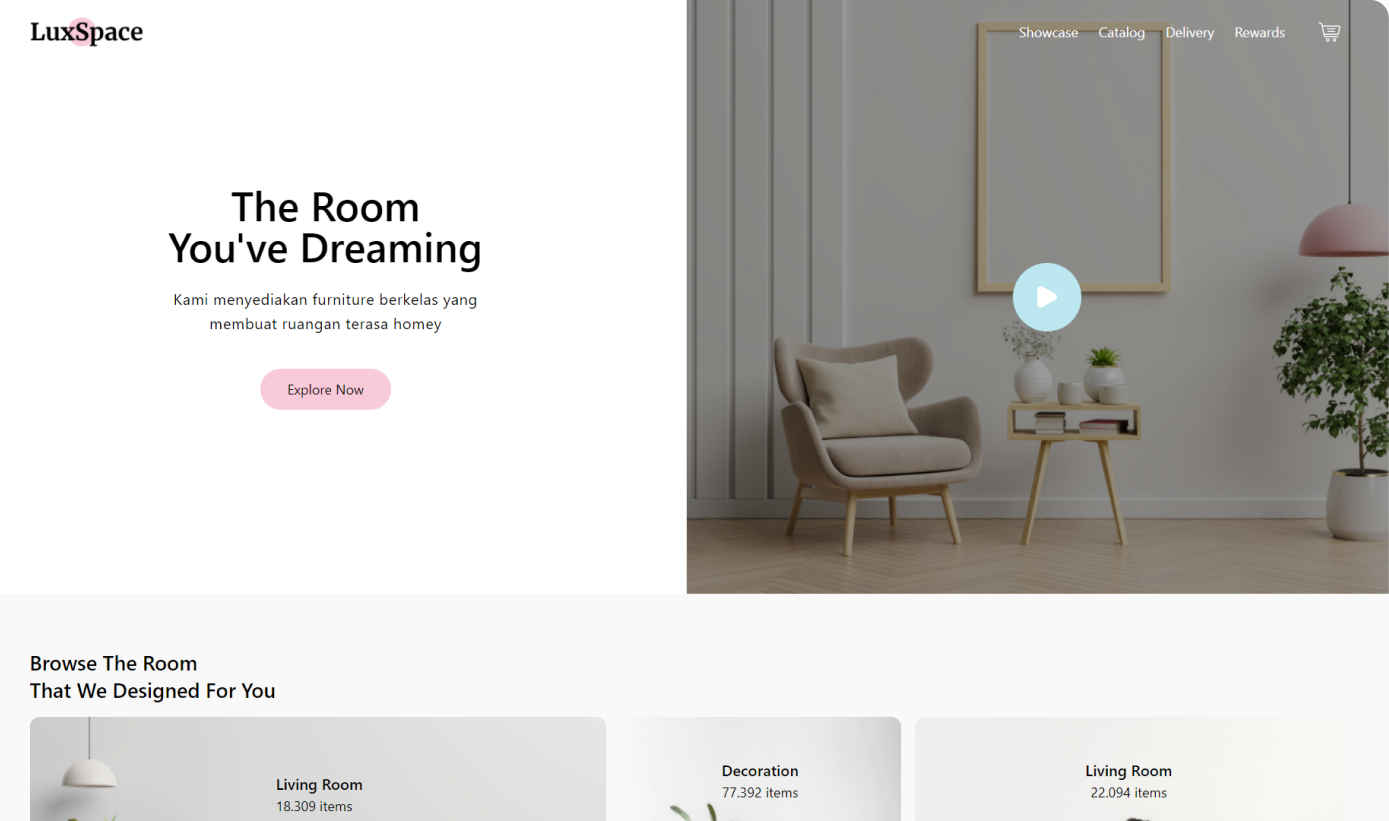 LuxSpace
Showcase Catalog Delivery Rewards
The Room
You've Dreaming
Kami menyediakan furniture berkelas yang
membuat ruangan terasa homey
Explore Now
Browse The Room
That We Designed For You
Living Room
18.309 items
Decoration
77.392 items
Living Room
22.094 items